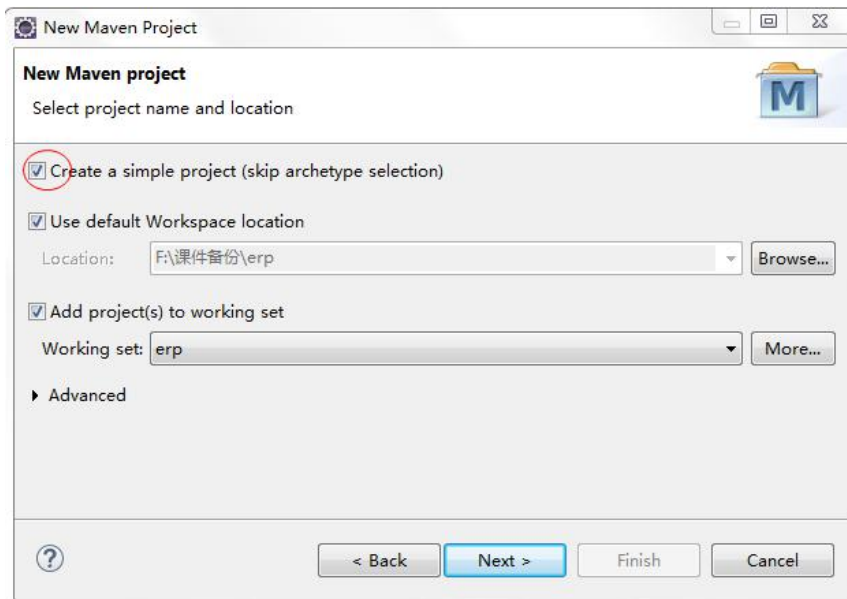 New Maven Project
New Maven project
Select project name and location
M
Create a simple project (skip archetype selection)
Use default Workspace location
Location: F:\课件备份\erp Browse...
Add project(s) to working set
Working set: erp More...
Advanced
? < Back Next > Finish Cancel